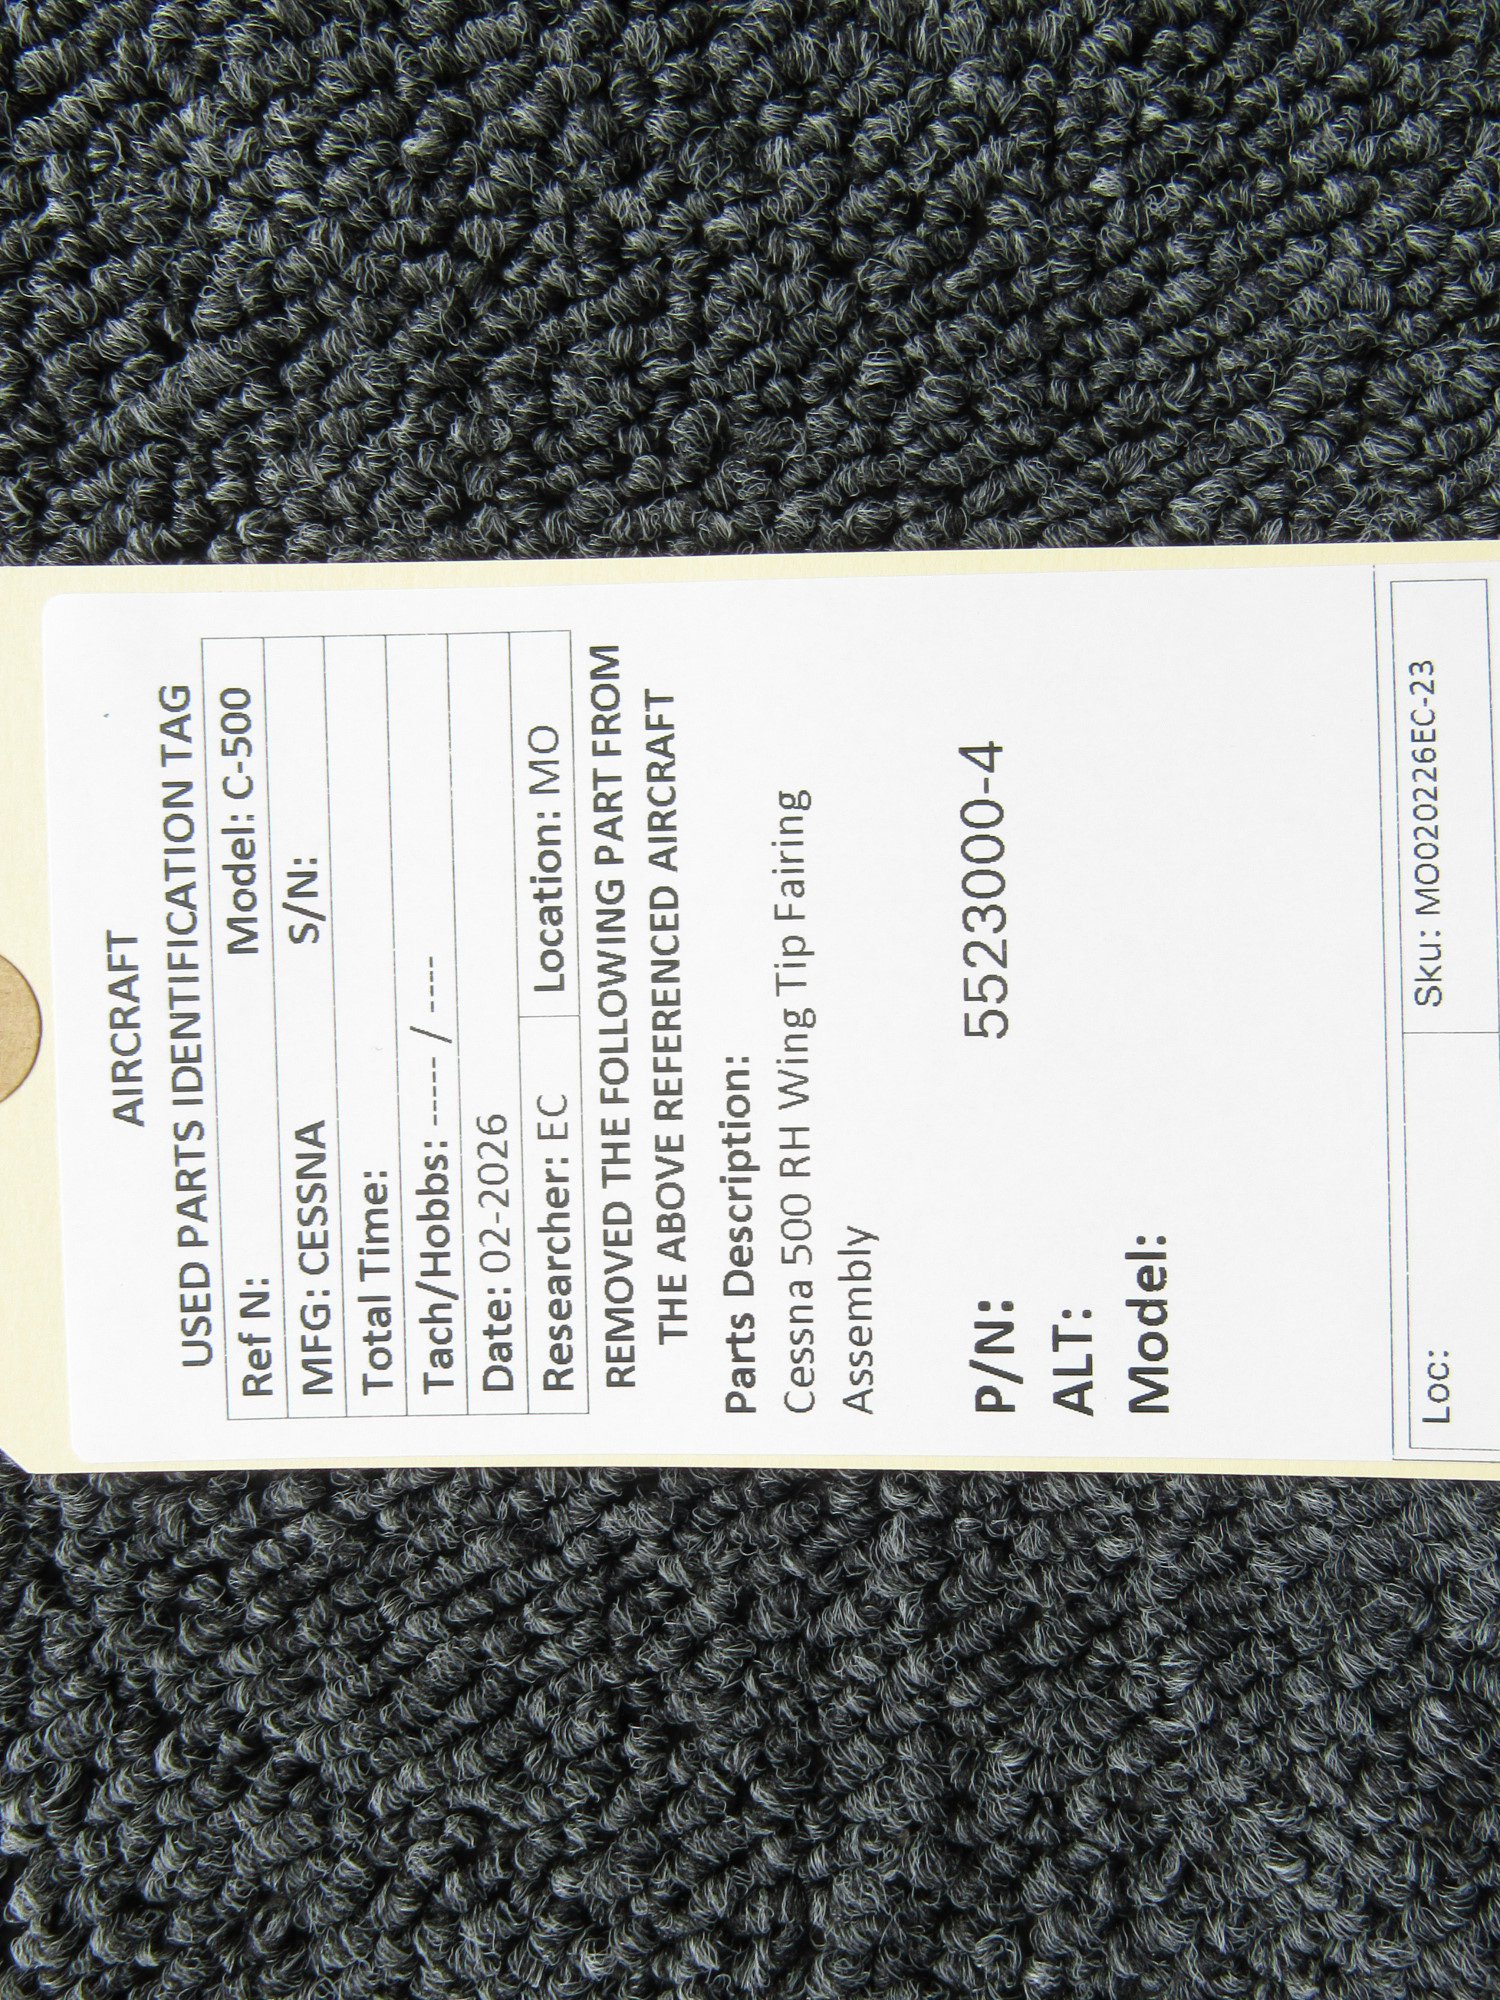 AIRCRAFT
USED PARTS IDENTIFICATION TAG
Ref N: Model: C-500
MFG: CESSNA S/N:
Total Time:
Tach/Hobbs: ----- / ----
Date: 02-2026
Researcher: EC Location: MO
REMOVED THE FOLLOWING PART FROM
THE ABOVE REFERENCED AIRCRAFT
Parts Description:
Cessna 500 RH Wing Tip Fairing
Assembly
P/N: 5523000-4
ALT:
Model:
Loc: Sku: MO020226EC-23